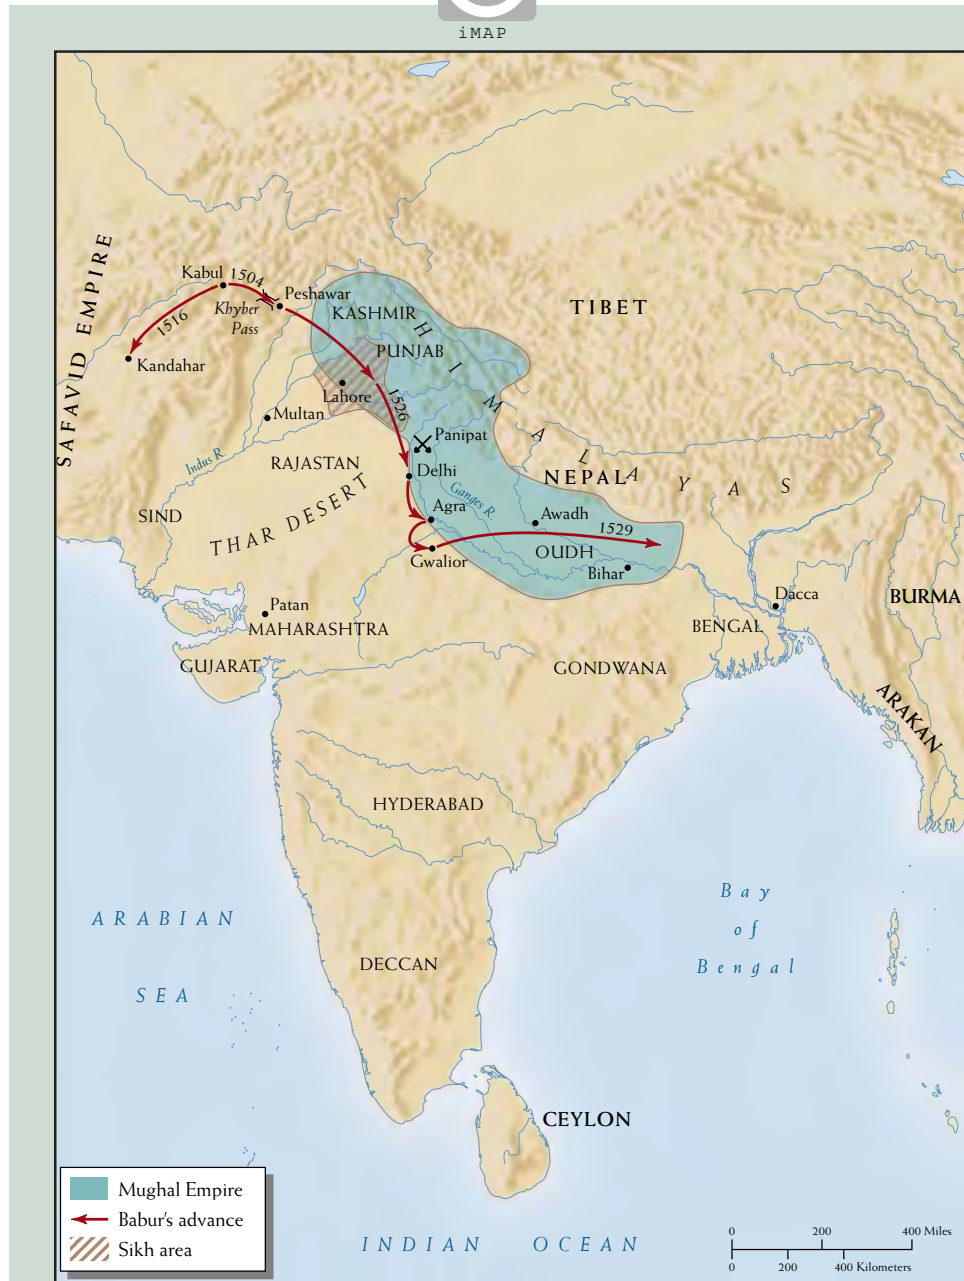 iMAP
SAFAVID EMPIRE
Kabul
1504
Khyber
Pass
Peshawar
1516
Kandahar
KASHMIR
TIBET
PUNJAB
Lahore
1526
Multan
Panipat
HIMALAYAS
Indus R.
RAJASTAN
Delhi
NEPAL
Ganges R.
THAR DESERT
SIND
Agra
Awadh
1529
OUDH
Gwalior
Bihar
Patan
Dacca
BURMA
MAHARASHTRA
BENGAL
GUJARAT
GONDWANA
ARAKAN
HYDERABAD
ARABIAN
SEA
Bay
of
Bengal
DECCAN
CEYLON
Mughal Empire
Babur's advance
Sikh area
INDIAN OCEAN
0 200 400 Miles
0 200 400 Kilometers